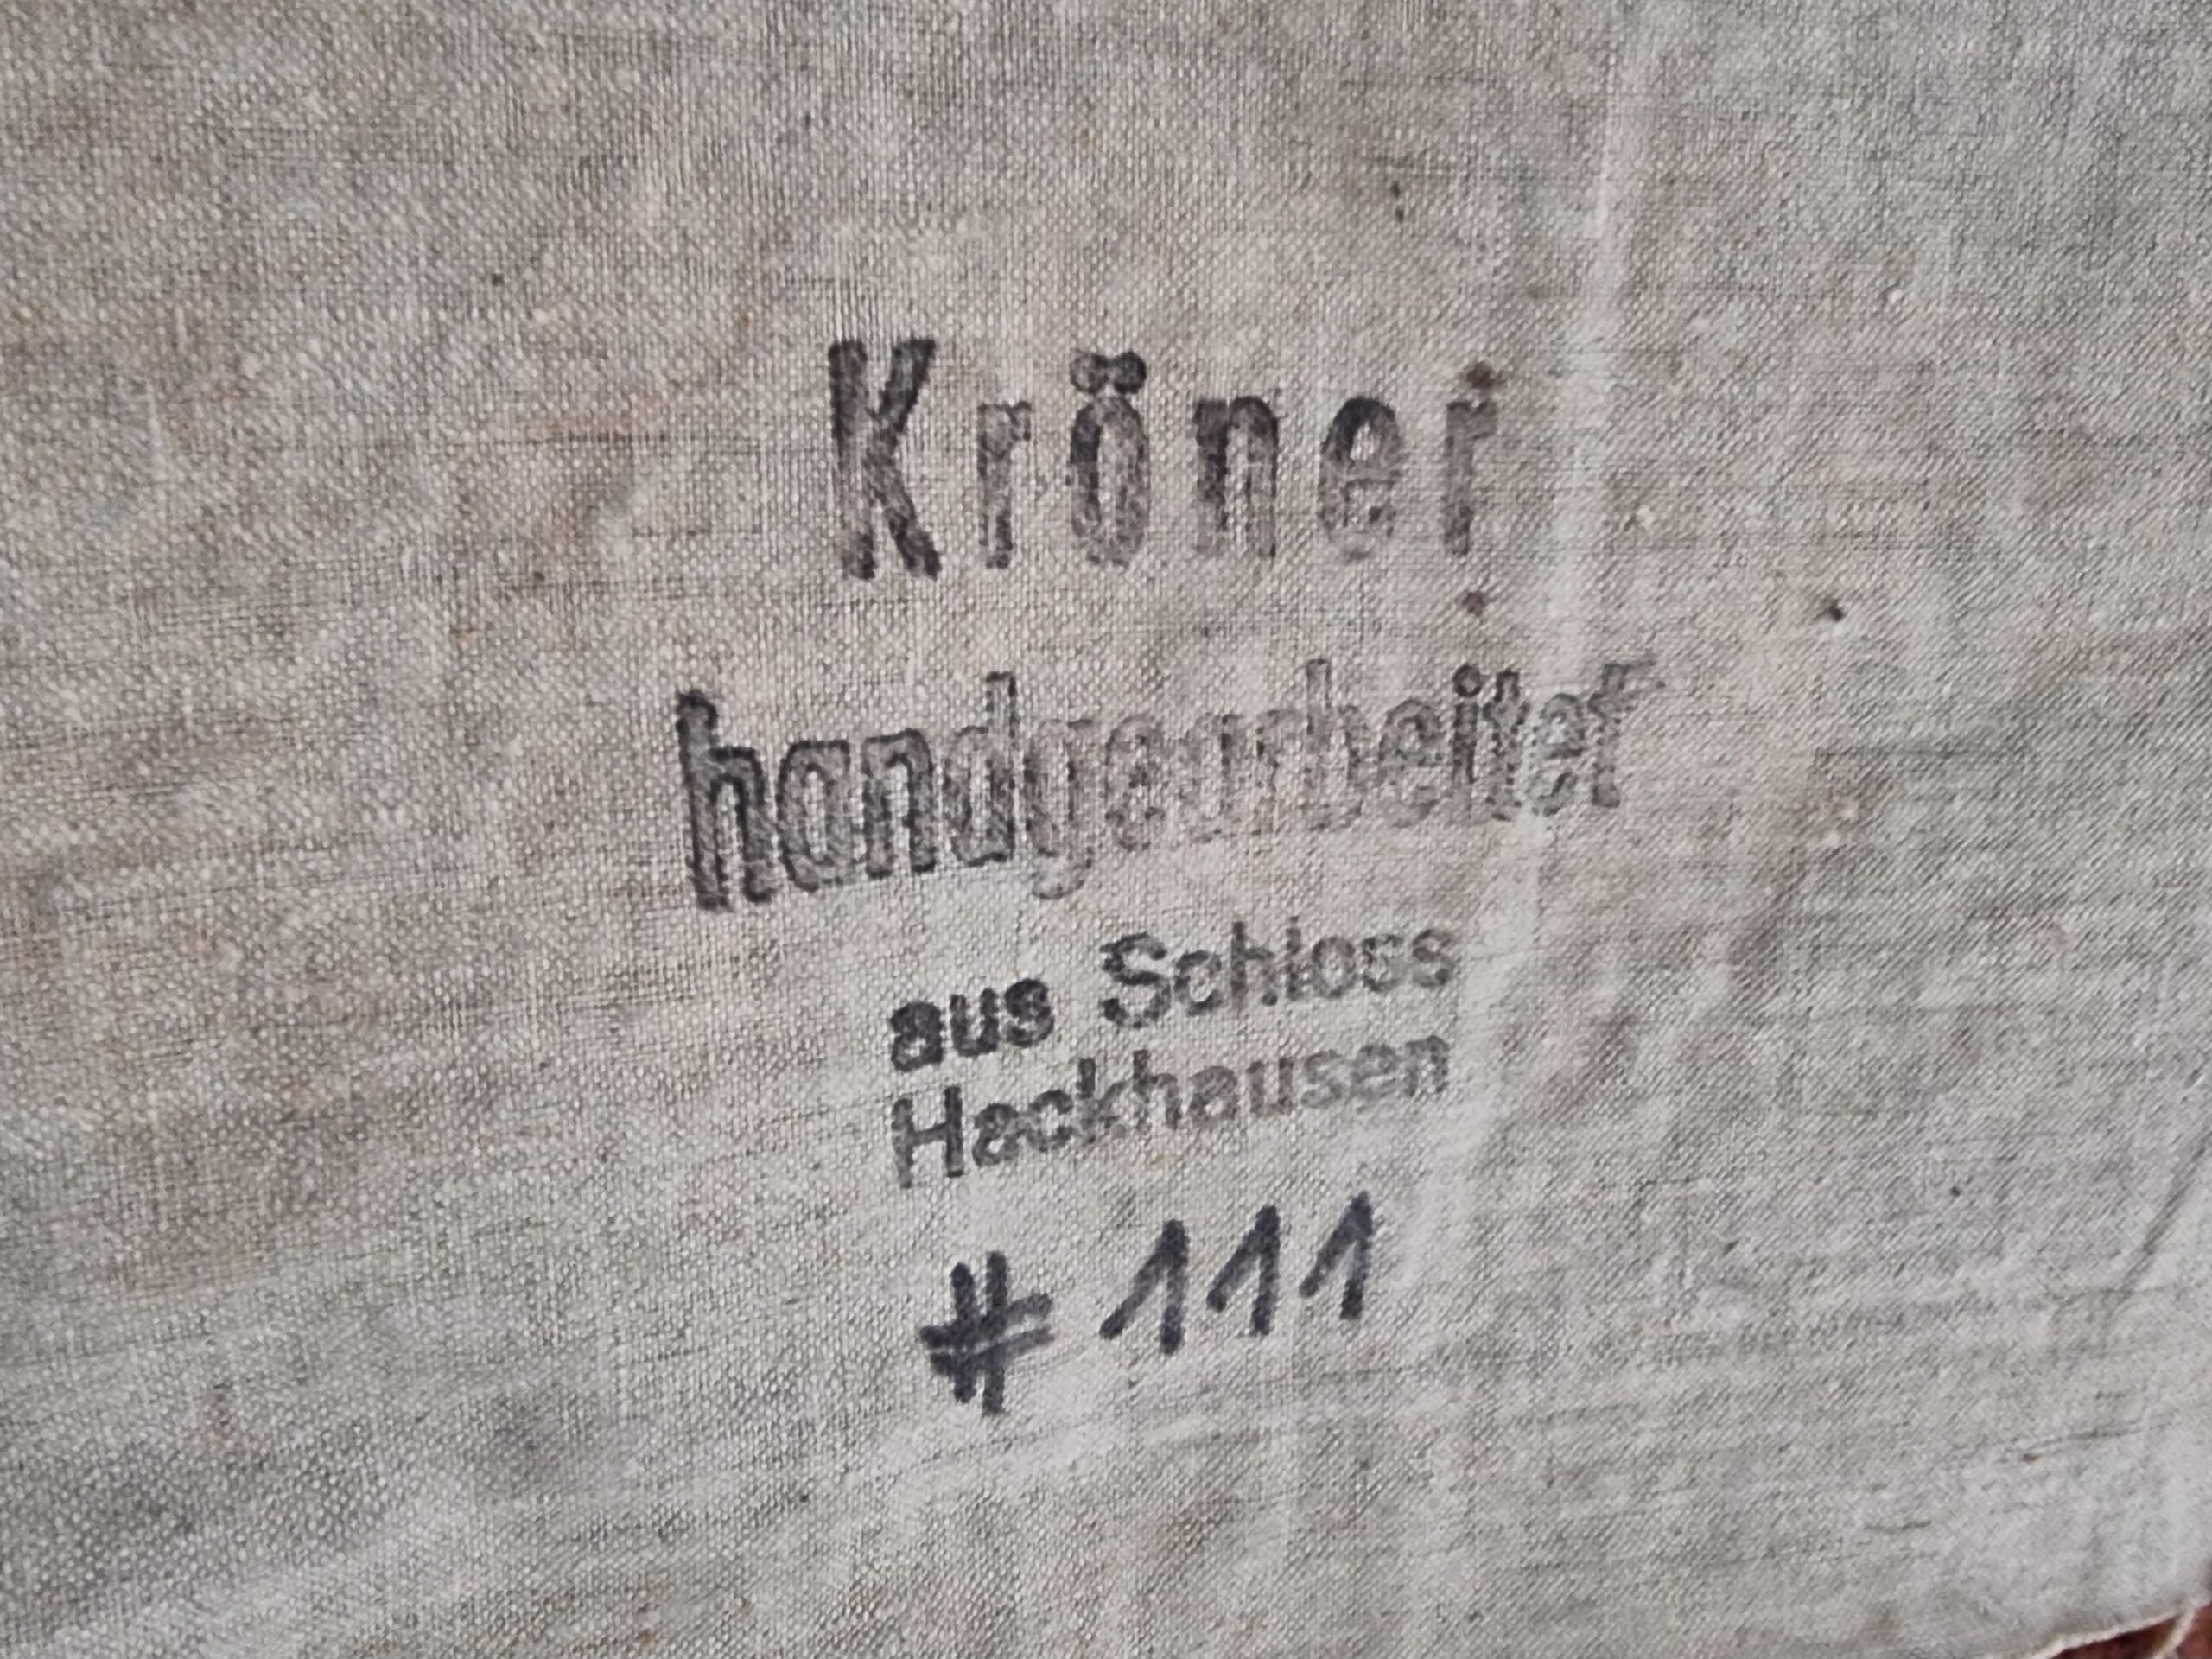 Kröner
handgearbeitet
aus Schloss
Hackhausen
# 111